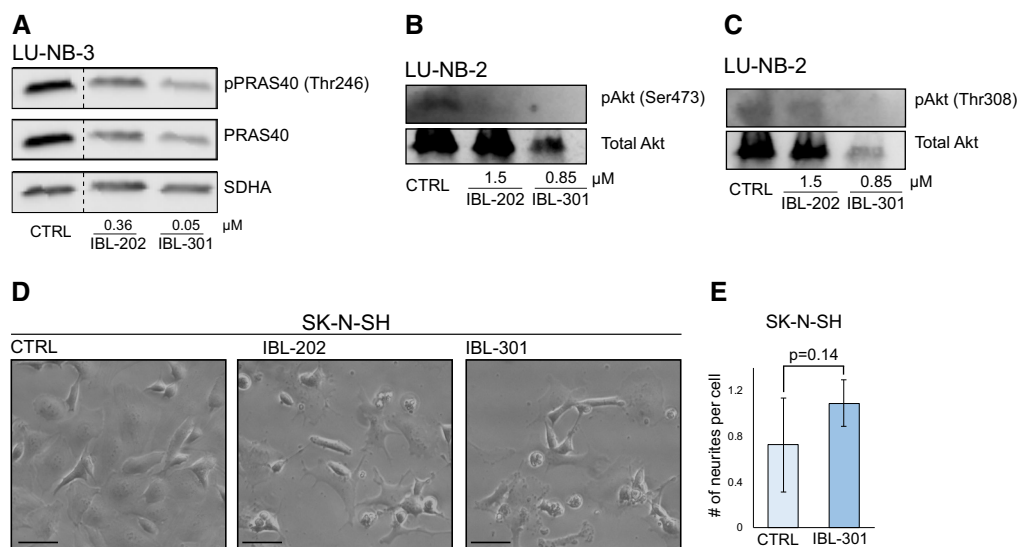 A
LU-NB-3
pPRAS40 (Thr246)
PRAS40
SDHA
CTRL
0.36
IBL-202
0.05
IBL-301
µM
B
LU-NB-2
pAkt (Ser473)
Total Akt
CTRL
1.5
IBL-202
0.85
IBL-301
µM
C
LU-NB-2
pAkt (Thr308)
Total Akt
CTRL
1.5
IBL-202
0.85
IBL-301
µM
D
SK-N-SH
CTRL
IBL-202
IBL-301
E
SK-N-SH
p=0.14
# of neurites per cell
1.2
0.8
0.4
0
CTRL
IBL-301